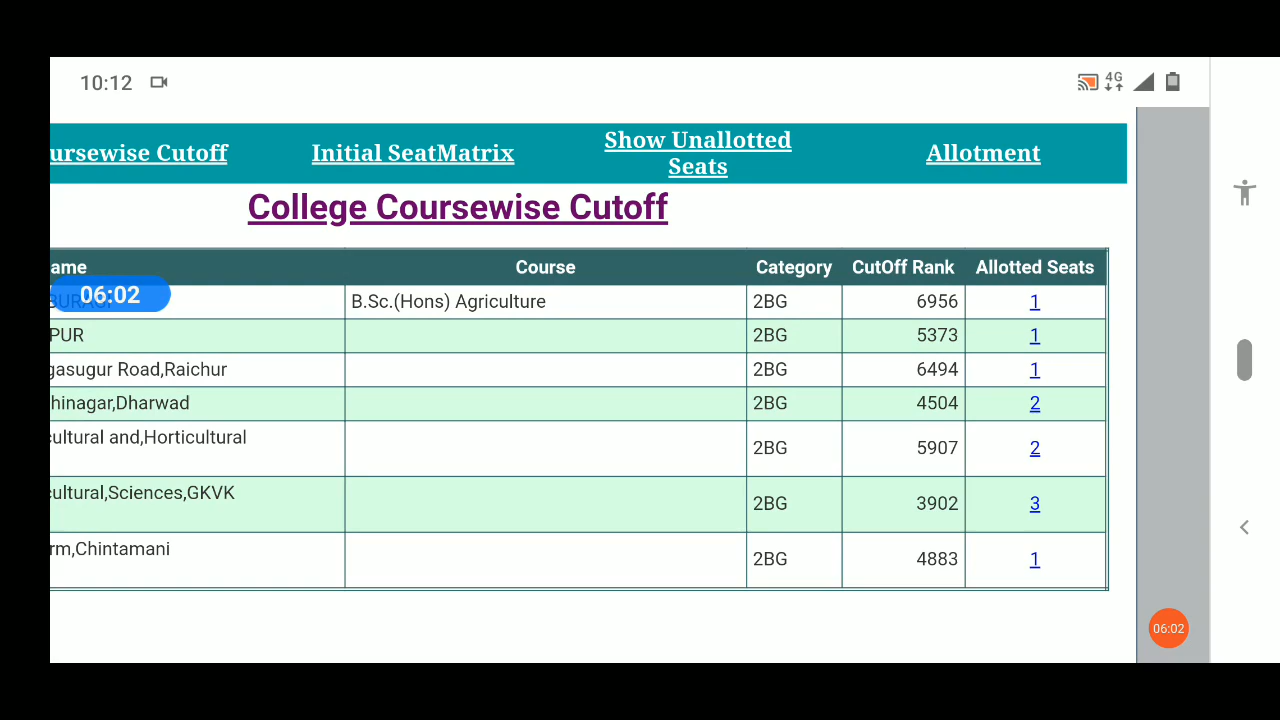 10:12
4G
ursewise Cutoff Initial SeatMatrix Show Unallotted Seats Allotment
College Coursewise Cutoff
ame Course Category CutOff Rank Allotted Seats
06:02
B.Sc.(Hons) Agriculture 2BG 6956 1
PUR 2BG 5373 1
gasugur Road,Raichur 2BG 6494 1
hinagar,Dharwad 2BG 4504 2
cultural and,Horticultural 2BG 5907 2
cultural,Sciences,GKVK 2BG 3902 3
rm,Chintamani 2BG 4883 1
06:02